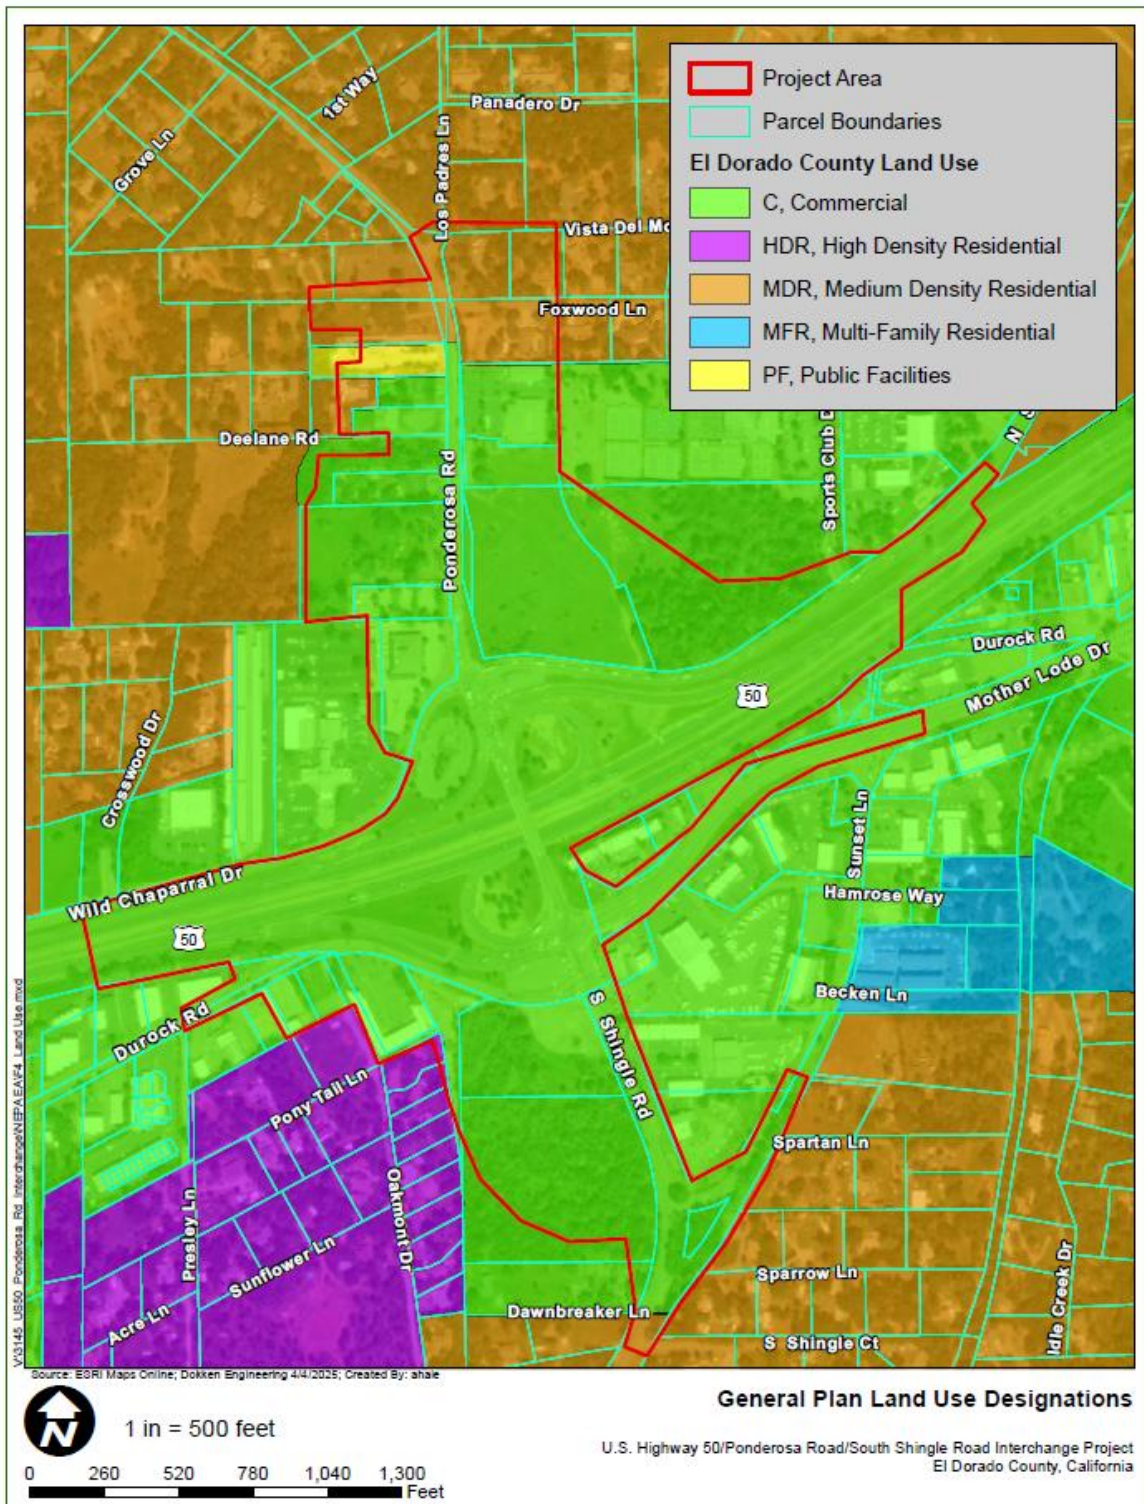 1st Way
Panadero Dr
Grove Ln
Los Padres Ln
Project Area
Parcel Boundaries
El Dorado County Land Use
C, Commercial
HDR, High Density Residential
MDR, Medium Density Residential
MFR, Multi-Family Residential
PF, Public Facilities
Vista Del Mo
Foxwood Ln
Deelane Rd
Ponderosa Rd
Sports Club D
N S
Durock Rd
Mother Lode Dr
50
Crosswood Dr
Sunset Ln
Wild Chaparral Dr
50
Hamrose Way
Becken Ln
Durock Rd
S Shingle Rd
Pony Tail Ln
Spartan Ln
Oakmont Dr
Presley Ln
Sunflower Ln
Sparrow Ln
Idle Creek Dr
Acre Ln
Dawnbreaker Ln
S Shingle Ct
V:\3145_US50_Ponderosa_Rd_Interchange\NEPA EA\F4_Land Use.mxd
Source: ESRI Maps Online; Dokken Engineering 4/4/2025; Created By: ahale
N
1 in = 500 feet
0 260 520 780 1,040 1,300
Feet
General Plan Land Use Designations
U.S. Highway 50/Ponderosa Road/South Shingle Road Interchange Project
El Dorado County, California